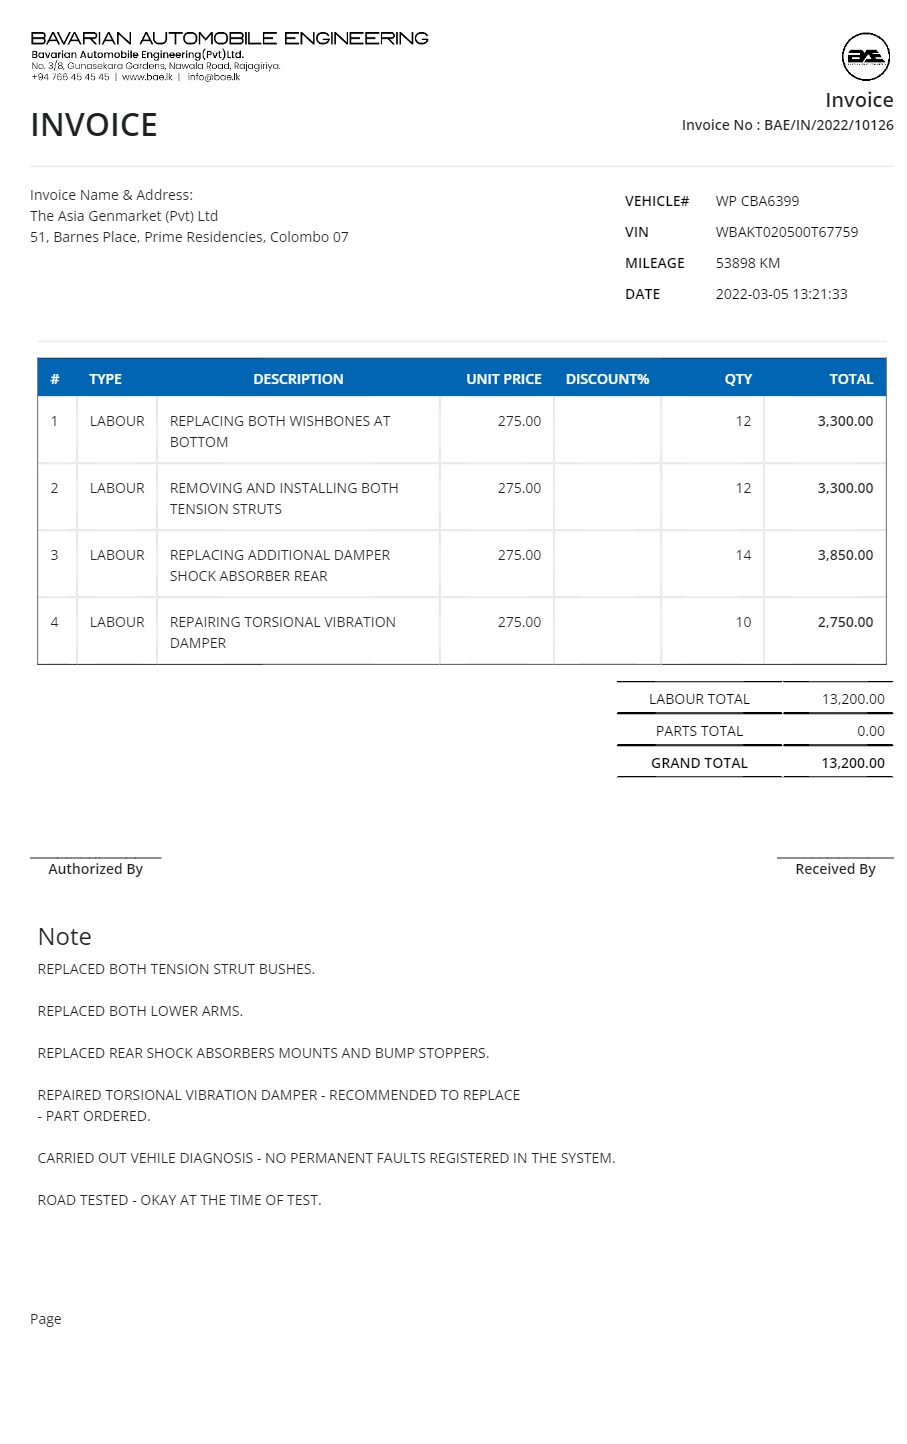 BAVARIAN AUTOMOBILE ENGINEERING
Bavarian Automobile Engineering(Pvt)Ltd.
No. 3/8, Gunasekara Gardens, Nawala Road, Rajagiriya.
+94 766 45 45 45 | www.bae.lk | info@bae.lk
BAE
Invoice
INVOICE
Invoice No : BAE/IN/2022/10126
Invoice Name & Address:
The Asia Genmarket (Pvt) Ltd
51, Barnes Place, Prime Residencies, Colombo 07
VEHICLE# WP CBA6399
VIN WBAKT020500T67759
MILEAGE 53898 KM
DATE 2022-03-05 13:21:33
# TYPE DESCRIPTION UNIT PRICE DISCOUNT% QTY TOTAL
1 LABOUR REPLACING BOTH WISHBONES AT 275.00 12 3,300.00
BOTTOM
2 LABOUR REMOVING AND INSTALLING BOTH 275.00 12 3,300.00
TENSION STRUTS
3 LABOUR REPLACING ADDITIONAL DAMPER 275.00 14 3,850.00
SHOCK ABSORBER REAR
4 LABOUR REPAIRING TORSIONAL VIBRATION 275.00 10 2,750.00
DAMPER
LABOUR TOTAL 13,200.00
PARTS TOTAL 0.00
GRAND TOTAL 13,200.00
Authorized By Received By
Note
REPLACED BOTH TENSION STRUT BUSHES.
REPLACED BOTH LOWER ARMS.
REPLACED REAR SHOCK ABSORBERS MOUNTS AND BUMP STOPPERS.
REPAIRED TORSIONAL VIBRATION DAMPER - RECOMMENDED TO REPLACE
- PART ORDERED.
CARRIED OUT VEHILE DIAGNOSIS - NO PERMANENT FAULTS REGISTERED IN THE SYSTEM.
ROAD TESTED - OKAY AT THE TIME OF TEST.
Page